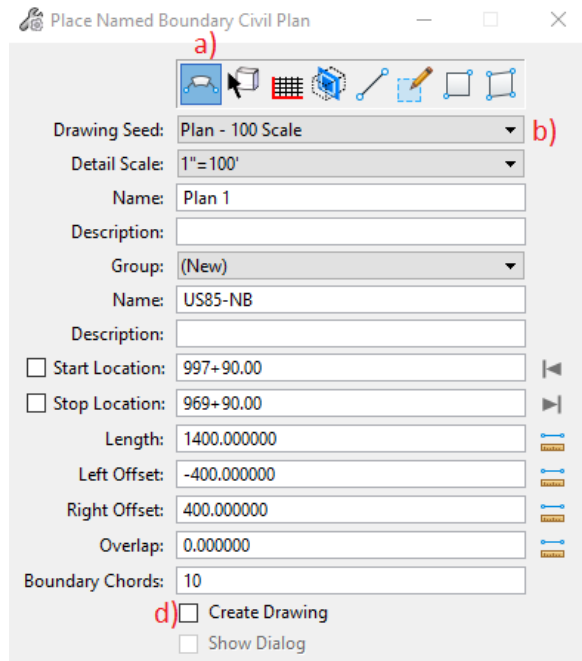 Place Named Boundary Civil Plan
a)
Drawing Seed: Plan - 100 Scale b)
Detail Scale: 1"=100'
Name: Plan 1
Description:
Group: (New)
Name: US85-NB
Description:
Start Location: 997+90.00
Stop Location: 969+90.00
Length: 1400.000000
Left Offset: -400.000000
Right Offset: 400.000000
Overlap: 0.000000
Boundary Chords: 10
d) Create Drawing
Show Dialog